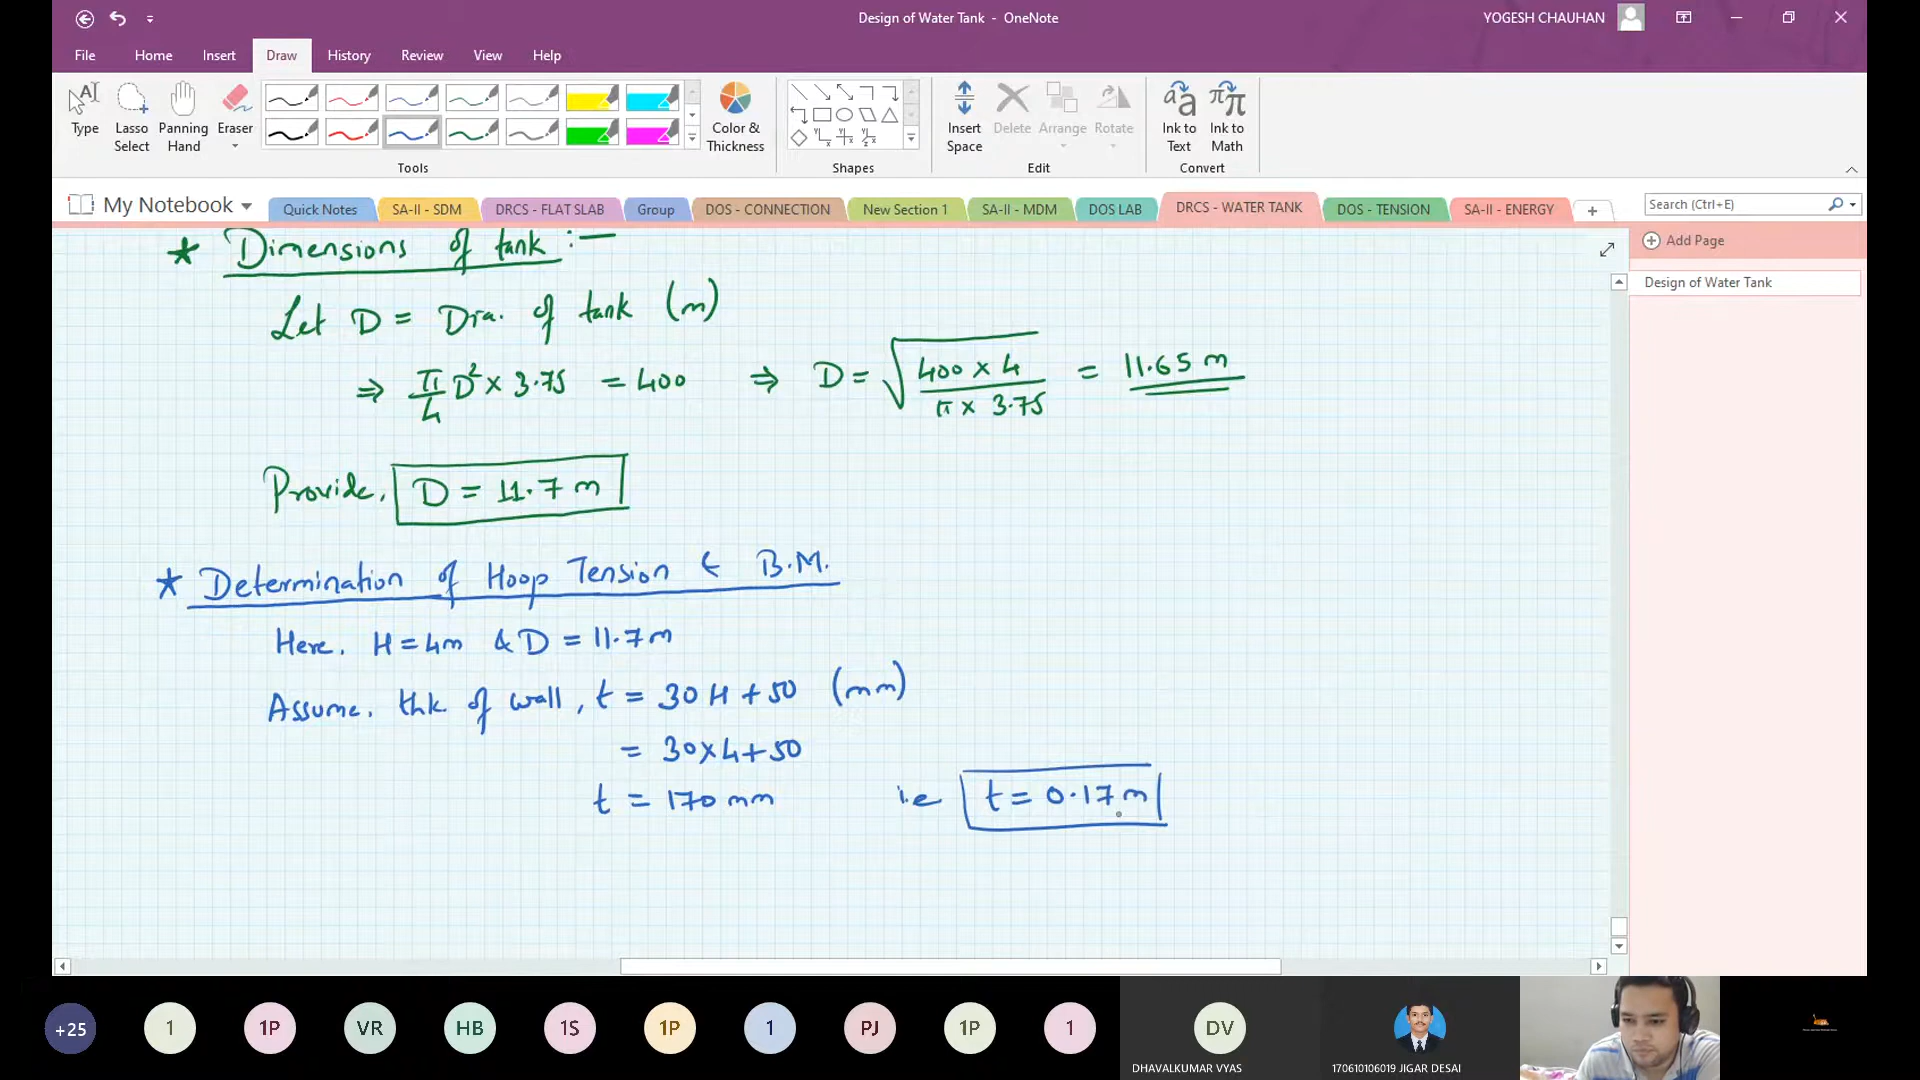 Design of Water Tank - OneNote
YOGESH CHAUHAN
File Home Insert Draw History Review View Help
Type
Lasso Select
Panning Hand
Eraser
Color & Thickness
Insert Space
Delete
Arrange
Rotate
Ink to Text
Ink to Math
Tools Shapes Edit Convert
My Notebook
Quick Notes SA-II - SDM DRCS - FLAT SLAB Group DOS - CONNECTION New Section 1 SA-II - MDM DOS LAB DRCS - WATER TANK DOS - TENSION SA-II - ENERGY
Search (Ctrl+E)
Add Page
Design of Water Tank
★ Dimensions of tank :-
Let D = Dia. of tank (m)
⇒ π/4 D² × 3.75 = 400 ⇒ D = √(400 × 4 / π × 3.75) = 11.65 m
Provide, D = 11.7 m
★ Determination of Hoop Tension & B.M.
Here, H = 4m & D = 11.7m
Assume, thk of wall, t = 30 H + 50 (mm)
= 30×4+50
t = 170 mm i.e t = 0.17m
+25 1 1P VR HB 1S 1P 1 PJ 1P 1 DV
DHAVALKUMAR VYAS
170610106019 JIGAR DESAI